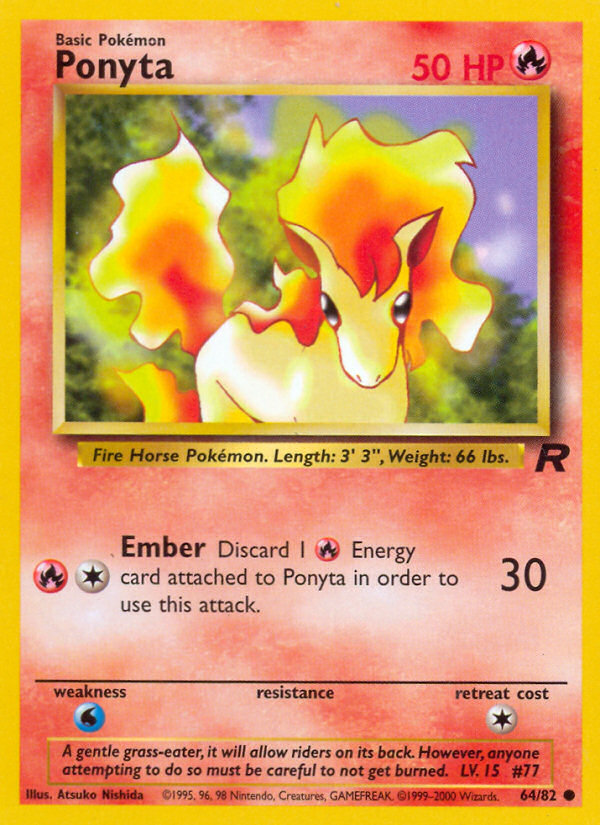 Basic Pokémon
Ponyta
50 HP
Fire Horse Pokémon. Length: 3' 3", Weight: 66 lbs.
R
Ember Discard 1 Energy
card attached to Ponyta in order to
use this attack.
30
weakness resistance retreat cost
A gentle grass-eater, it will allow riders on its back. However, anyone
attempting to do so must be careful to not get burned. LV. 15 #77
Illus. Atsuko Nishida ©1995, 96, 98 Nintendo, Creatures, GAMEFREAK. ©1999-2000 Wizards. 64/82